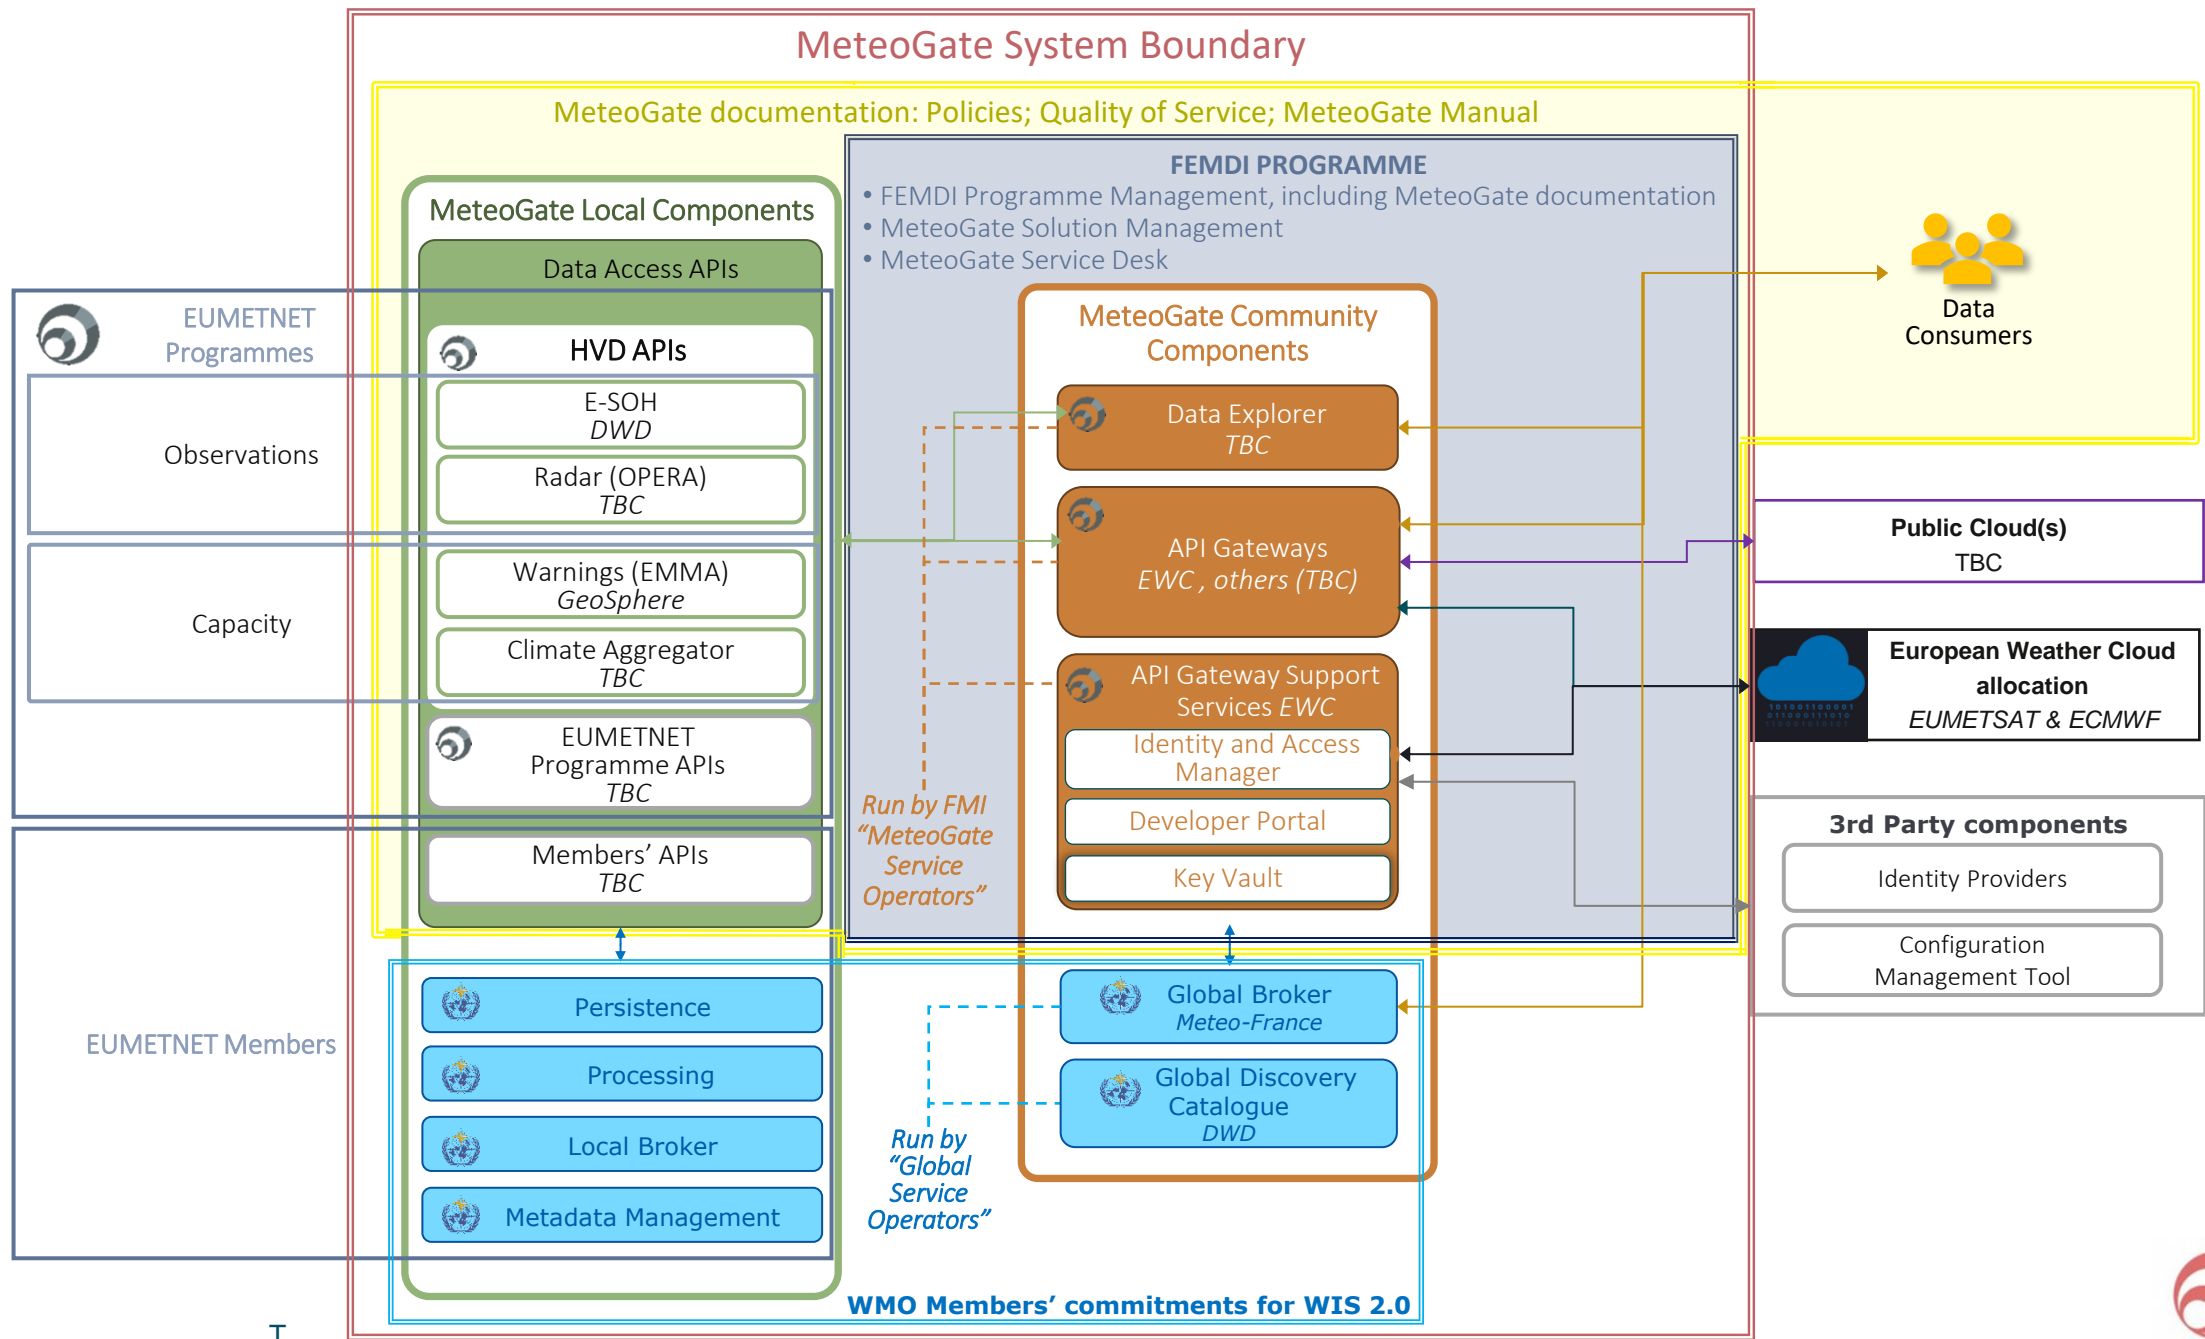 MeteoGate System Boundary
MeteoGate documentation: Policies; Quality of Service; MeteoGate Manual
FEMDI PROGRAMME
• FEMDI Programme Management, including MeteoGate documentation
• MeteoGate Solution Management
• MeteoGate Service Desk
MeteoGate Local Components
Data Access APIs
EUMETNET
Programmes
HVD APIs
Observations
E-SOH
DWD
Radar (OPERA)
TBC
Capacity
Warnings (EMMA)
GeoSphere
Climate Aggregator
TBC
EUMETNET
Programme APIs
TBC
Members’ APIs
TBC
EUMETNET Members
Persistence
Processing
Local Broker
Metadata Management
MeteoGate Community
Components
Data Explorer
TBC
API Gateways
EWC , others (TBC)
API Gateway Support
Services EWC
Identity and Access
Manager
Developer Portal
Key Vault
Run by FMI
“MeteoGate
Service
Operators”
Global Broker
Meteo-France
Global Discovery
Catalogue
DWD
Run by
“Global
Service
Operators”
WMO Members’ commitments for WIS 2.0
Data
Consumers
Public Cloud(s)
TBC
European Weather Cloud
allocation
EUMETSAT & ECMWF
3rd Party components
Identity Providers
Configuration
Management Tool
T